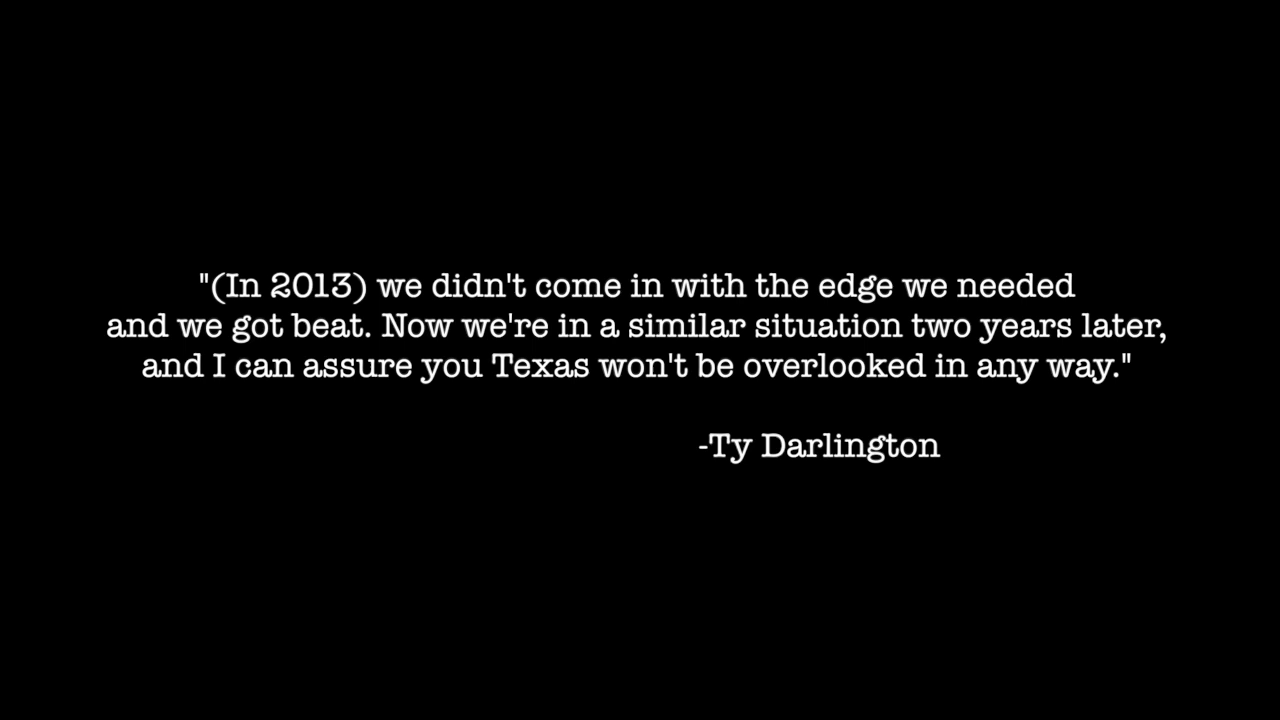 "(In 2013) we didn't come in with the edge we needed
and we got beat. Now we're in a similar situation two years later,
and I can assure you Texas won't be overlooked in any way."
-Ty Darlington